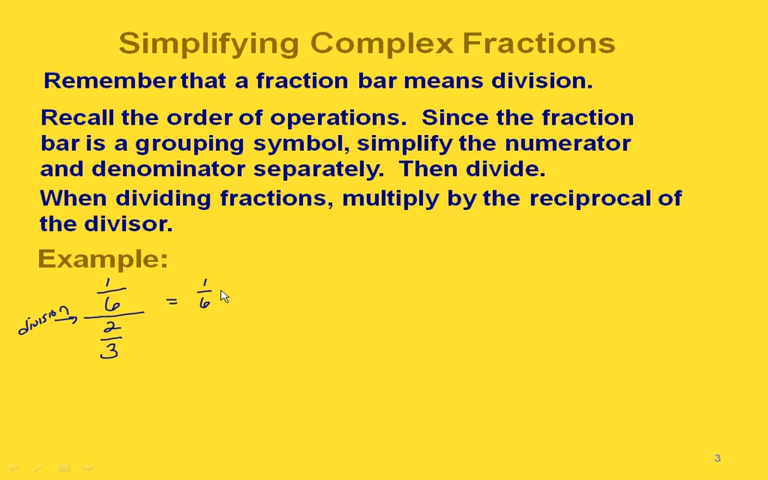 Simplifying Complex Fractions
Remember that a fraction bar means division.
Recall the order of operations. Since the fraction
bar is a grouping symbol, simplify the numerator
and denominator separately. Then divide.
When dividing fractions, multiply by the reciprocal of
the divisor.
Example:
1
6
division →
2
3
= 1/6
3